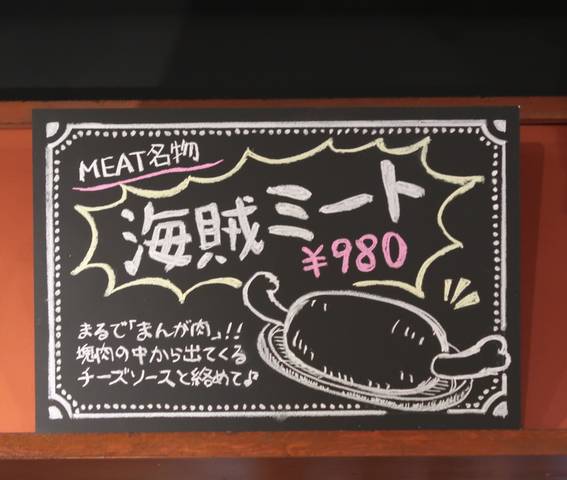 MEAT名物
海賊ミート
¥980
まるで「まんが肉」!!
塊肉の中から出てくる
チーズソースと絡めて♪